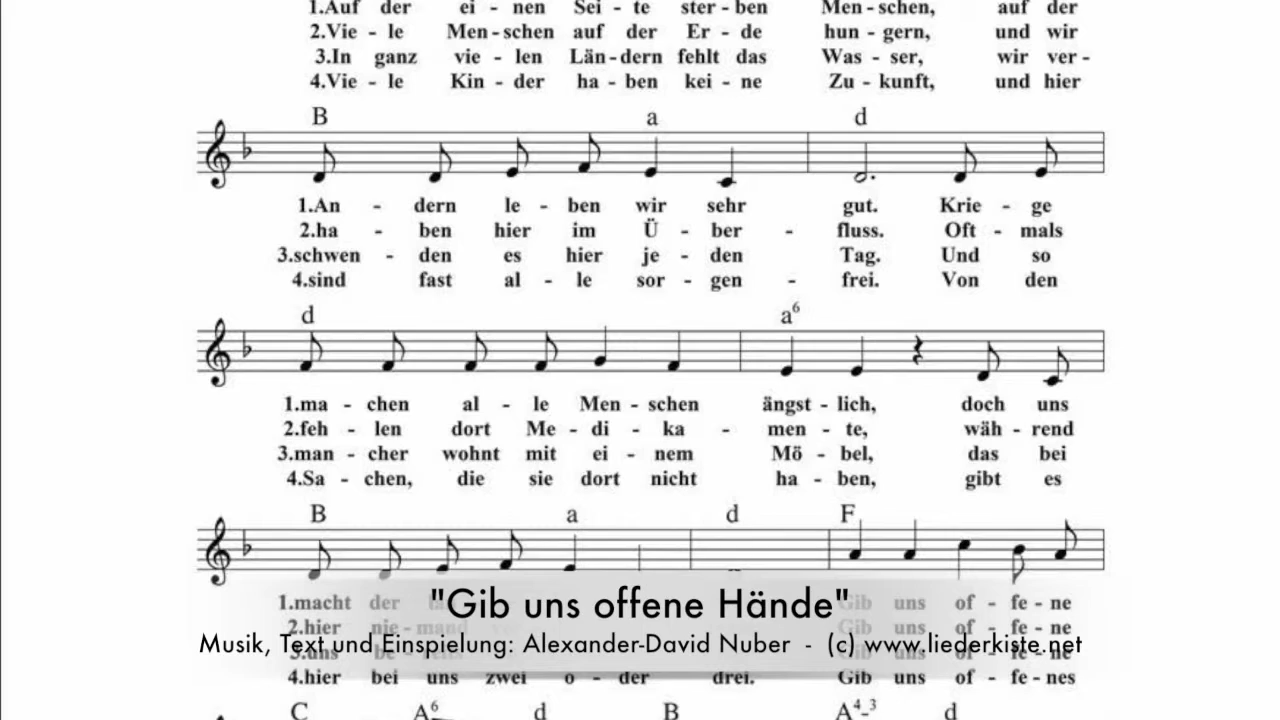 1.Auf der ei - nen Sei - te ster - ben Men - schen, auf der
2.Vie - le Men - schen auf der Er - de hun - gern, und wir
3.In ganz vie - len Län - dern fehlt das Was - ser, wir ver -
4.Vie - le Kin - der ha - ben kei - ne Zu - kunft, und hier
B a d
1.An - dern le - ben wir sehr gut. Krie - ge
2.ha - ben hier im Ü - ber - fluss. Oft - mals
3.schwen - den es hier je - den Tag. Und so
4.sind fast al - le sor - gen - frei. Von den
d a6
1.ma - chen al - le Men - schen ängst - lich, doch uns
2.feh - len dort Me - di - ka - men - te, wäh - rend
3.man - cher wohnt mit ei - nem Mö - bel, das bei
4.Sa - chen, die sie dort nicht ha - ben, gibt es
B a d F
1.macht der Gib uns of - fe - ne
"Gib uns offene Hände"
2.hier nie - mand Gib uns of - fe - ne
Musik, Text und Einspielung: Alexander-David Nuber - (c) www.liederkiste.net
3.uns
4.hier bei uns zwei o - der drei. Gib uns of - fe - nes
C A6 d B A4-3 d